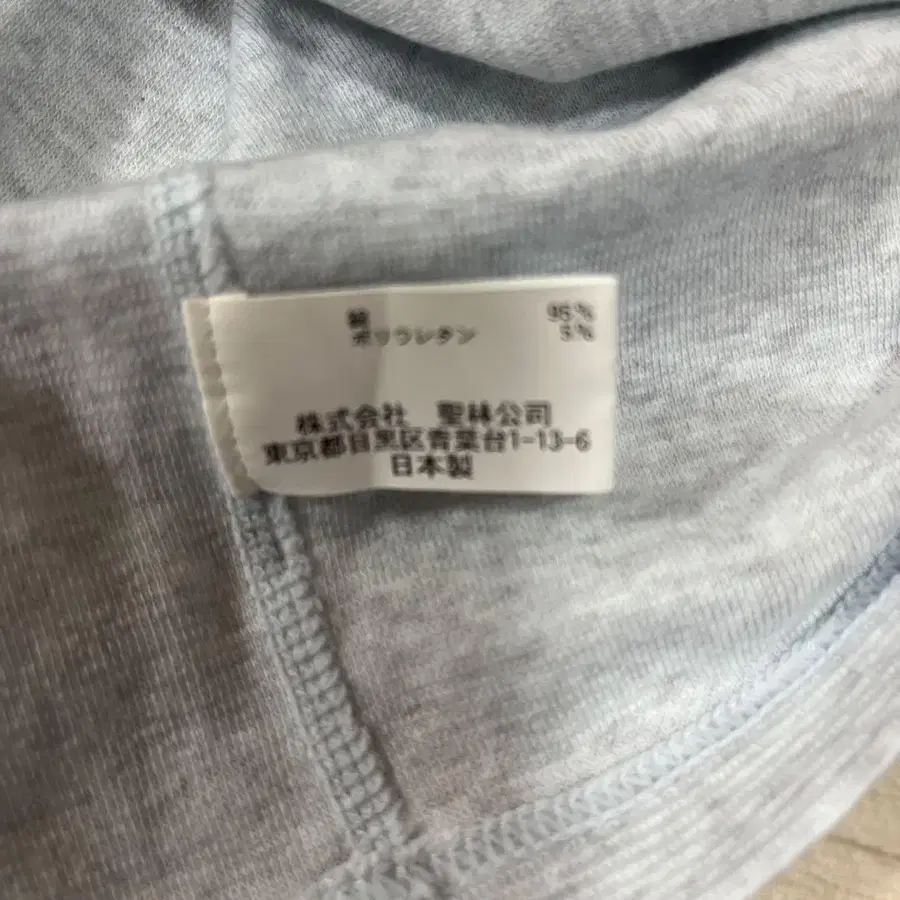 綿 95%
ポリウレタン 5%
株式会社 聖林公司
東京都目黒区青葉台1-13-6
日本製